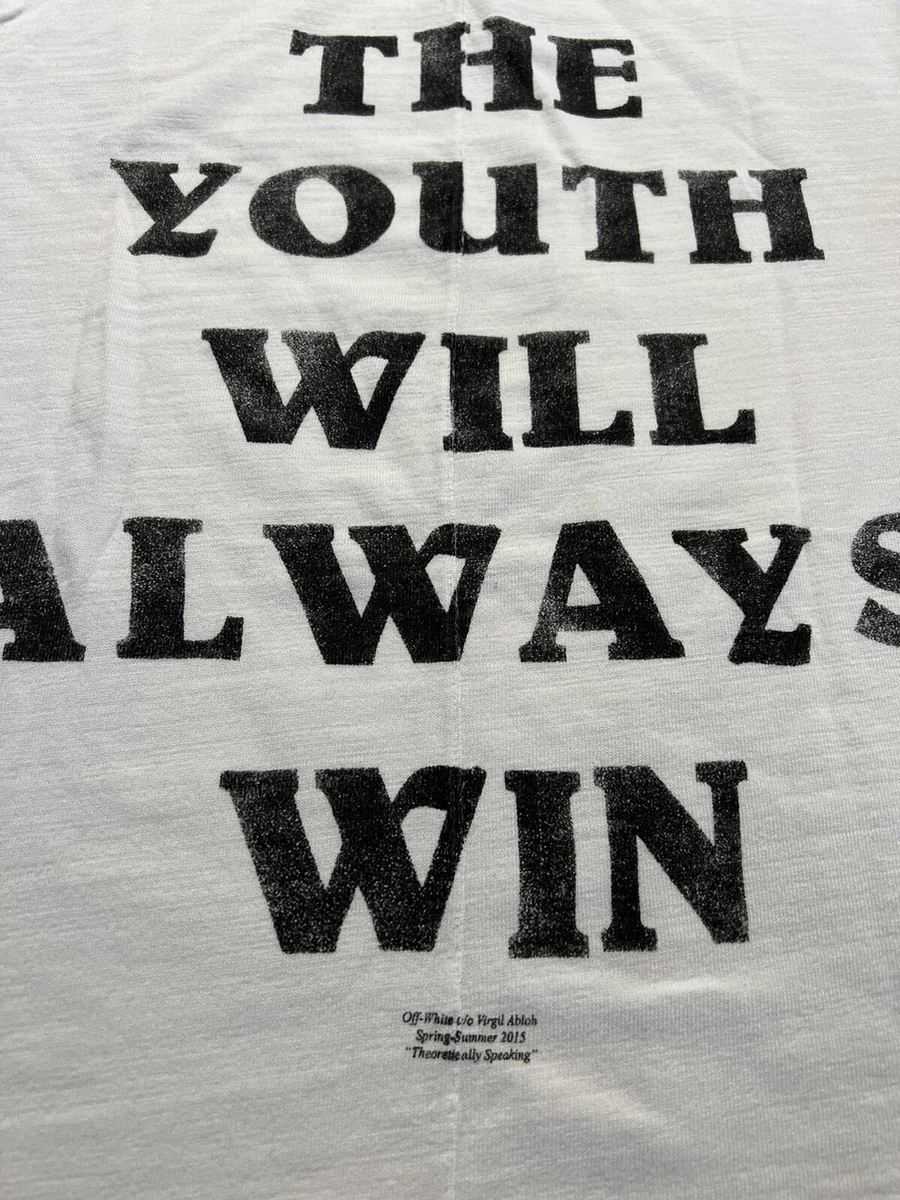 THE
YOUTH
WILL
ALWAYS
WIN
Off-White c/o Virgil Abloh
Spring-Summer 2015
"Theoretically Speaking"